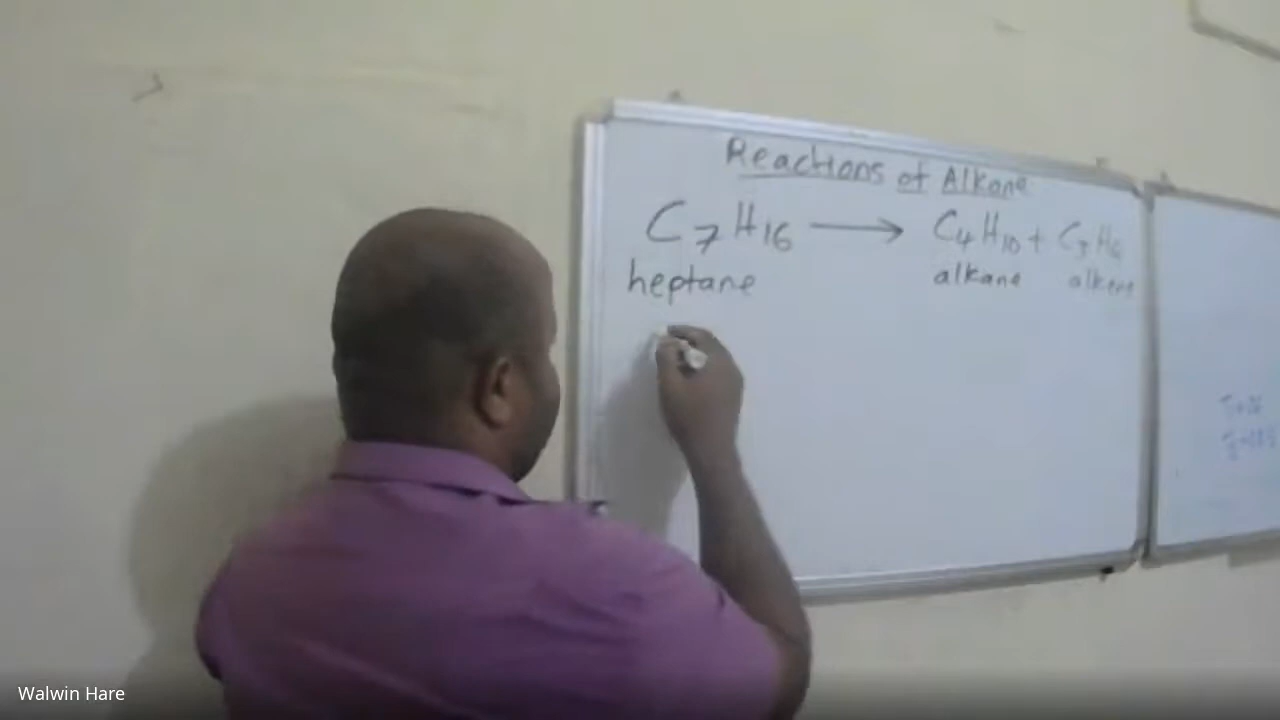 Reactions of Alkane
C₇H₁₆ → C₄H₁₀ + C₃H₆
heptane alkane alkene
Walwin Hare